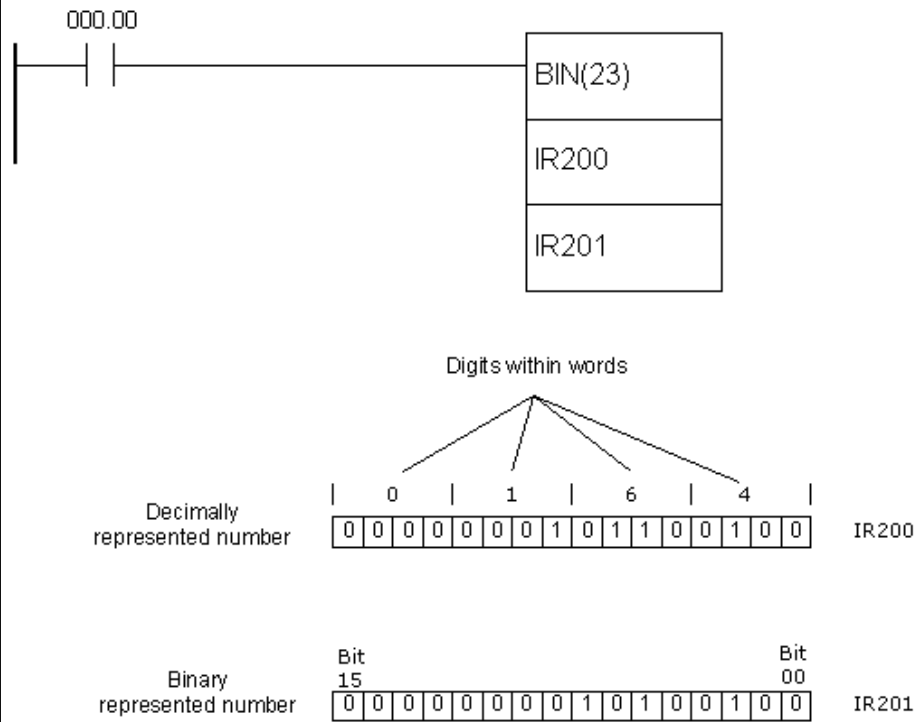 000.00
BIN(23)
IR200
IR201
Digits within words
| 0 | 1 | 6 | 4 |
Decimally
represented number
0 0 0 0 0 0 0 1 0 1 1 0 0 1 0 0
IR200
Bit
15
Bit
00
Binary
represented number
0 0 0 0 0 0 0 0 1 0 1 0 0 1 0 0
IR201